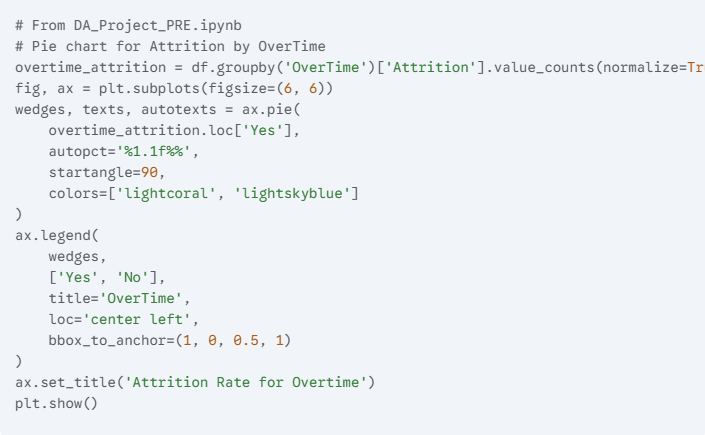 # From DA_Project_PRE.ipynb
# Pie chart for Attrition by OverTime
overtime_attrition = df.groupby('OverTime')['Attrition'].value_counts(normalize=Tr
fig, ax = plt.subplots(figsize=(6, 6))
wedges, texts, autotexts = ax.pie(
    overtime_attrition.loc['Yes'],
    autopct='%1.1f%%',
    startangle=90,
    colors=['lightcoral', 'lightskyblue']
)
ax.legend(
    wedges,
    ['Yes', 'No'],
    title='OverTime',
    loc='center left',
    bbox_to_anchor=(1, 0, 0.5, 1)
)
ax.set_title('Attrition Rate for Overtime')
plt.show()